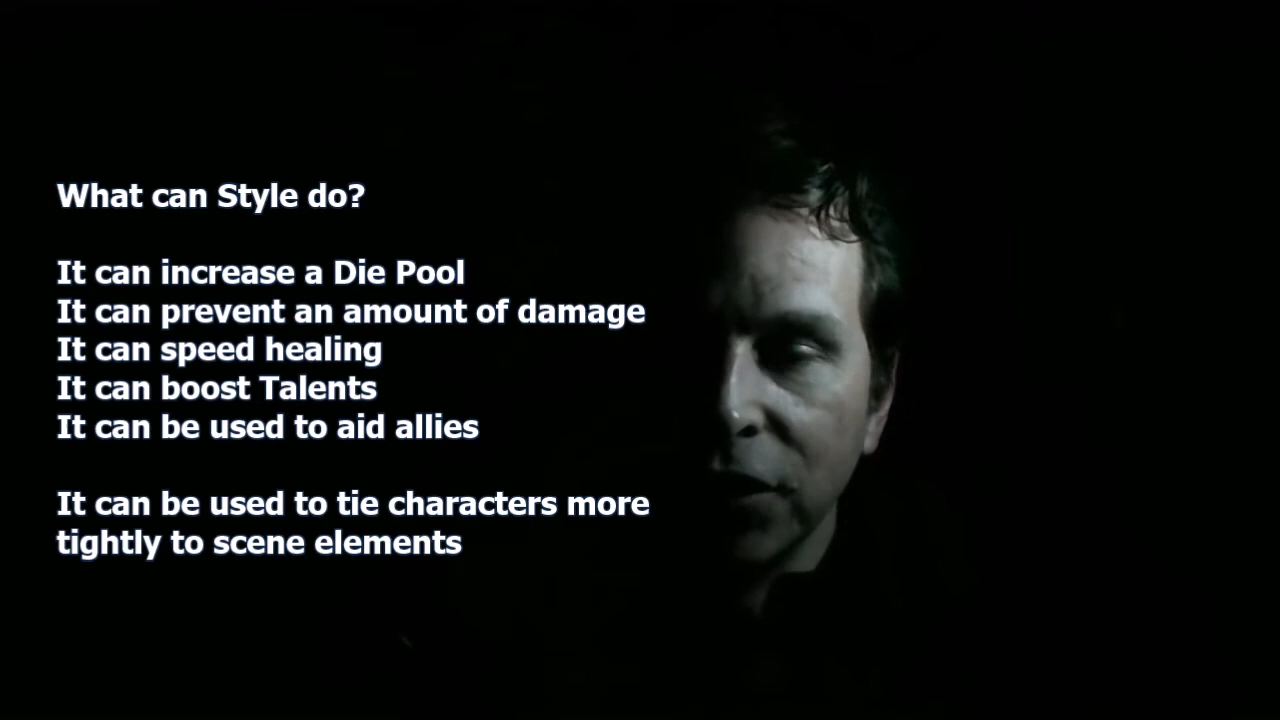 What can Style do?
It can increase a Die Pool
It can prevent an amount of damage
It can speed healing
It can boost Talents
It can be used to aid allies
It can be used to tie characters more
tightly to scene elements